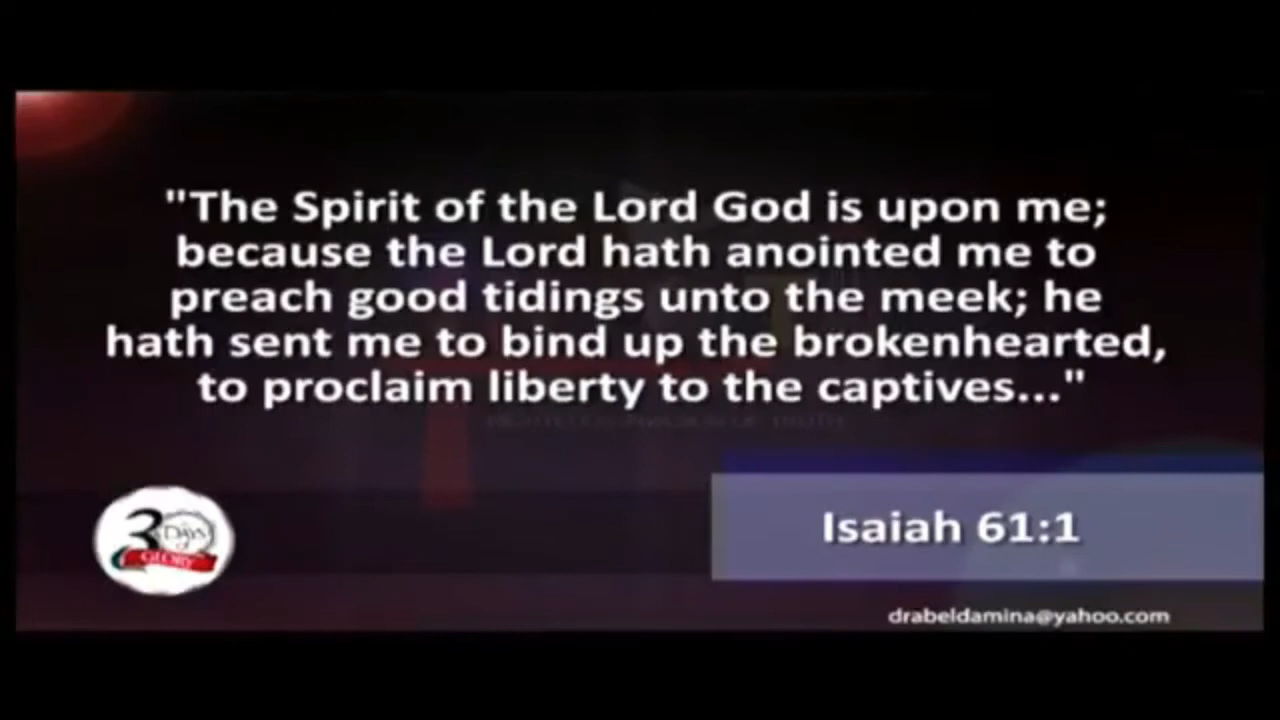 "The Spirit of the Lord God is upon me;
because the Lord hath anointed me to
preach good tidings unto the meek; he
hath sent me to bind up the brokenhearted,
to proclaim liberty to the captives..."
3 Days
GLORY
Isaiah 61:1
drabeldamina@yahoo.com